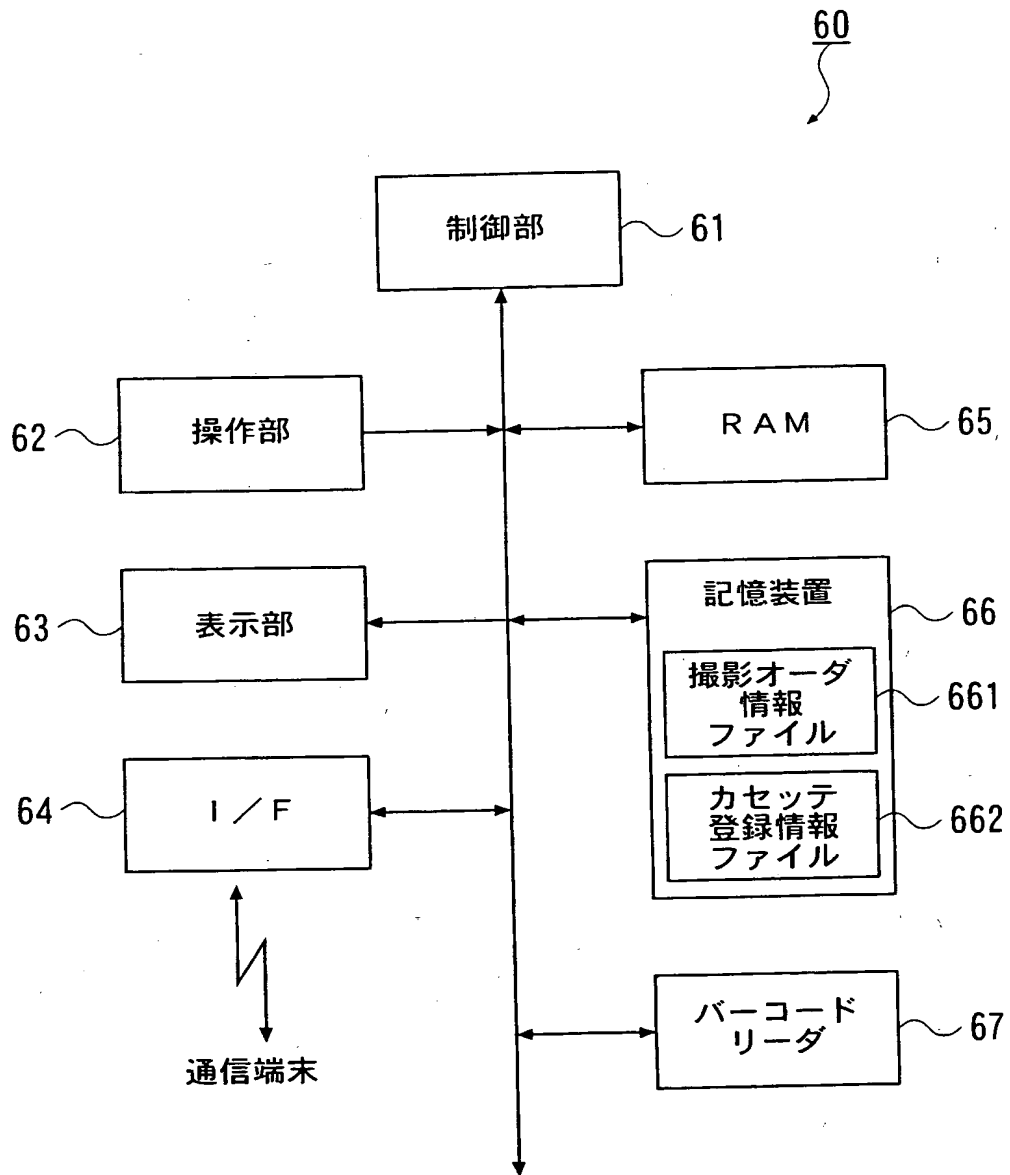 60
制御部
61
操作部
62
RAM
65
表示部
63
記憶装置
66
撮影オーダ
情報
ファイル
661
I/F
64
カセッテ
登録情報
ファイル
662
通信端末
バーコード
リーダ
67